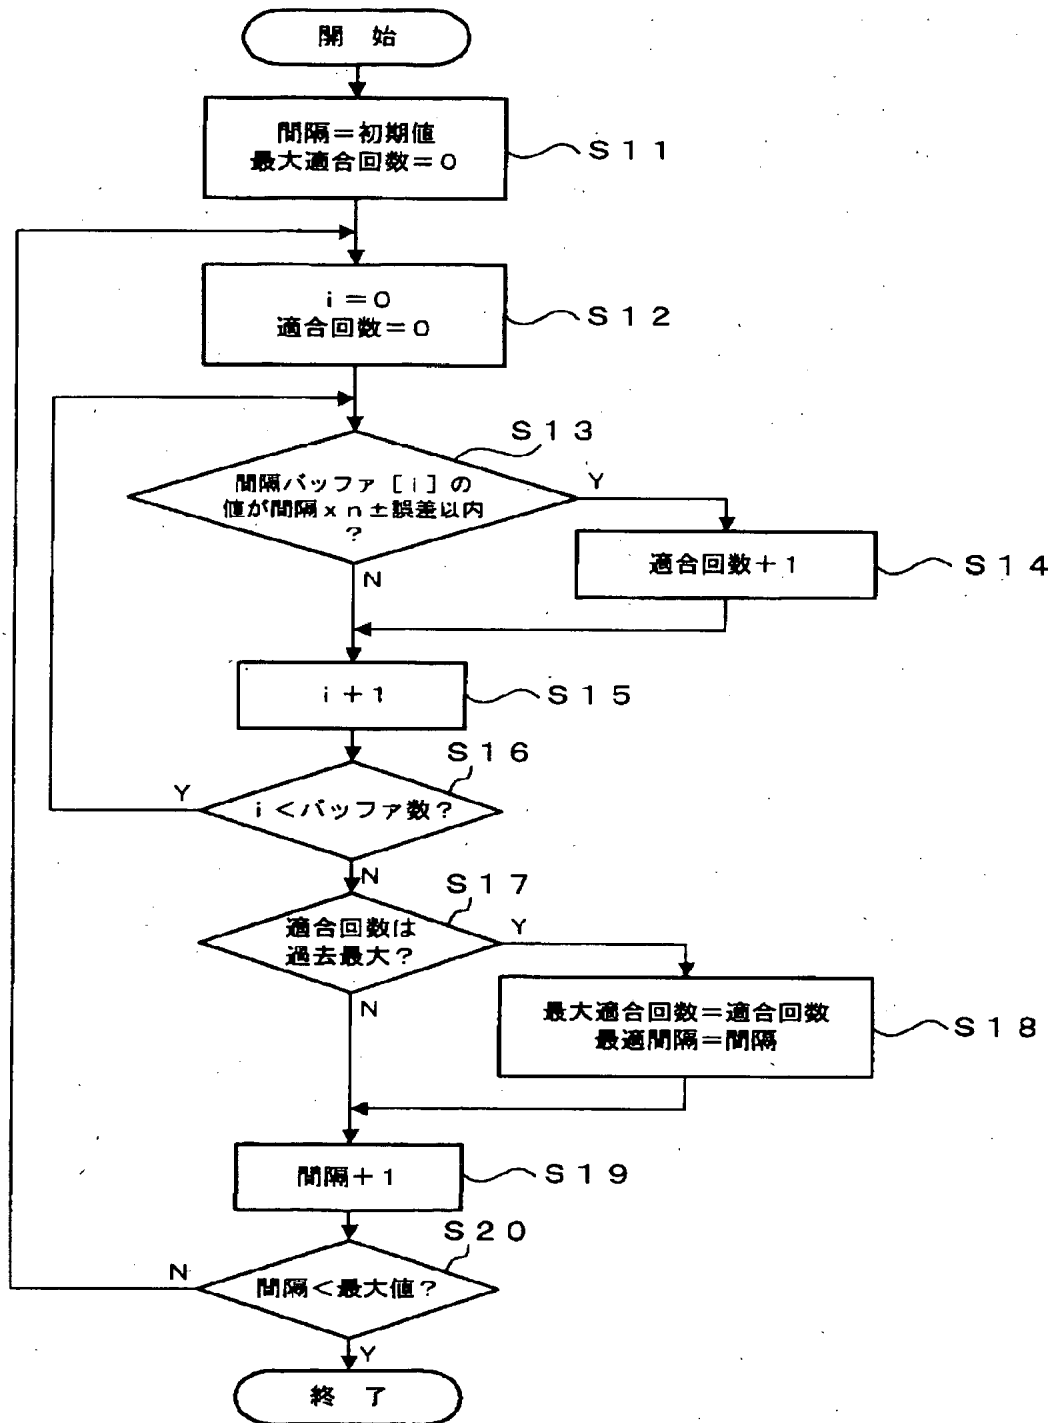 開 始
間隔=初期値
最大適合回数=0
S11
i=0
適合回数=0
S12
S13
間隔バッファ[i]の
値が間隔×n±誤差以内
?
Y
N
適合回数+1
S14
i+1
S15
S16
i<バッファ数?
Y
N
S17
適合回数は
過去最大?
Y
N
最大適合回数=適合回数
最適間隔=間隔
S18
間隔+1
S19
S20
間隔<最大値?
N
Y
終 了